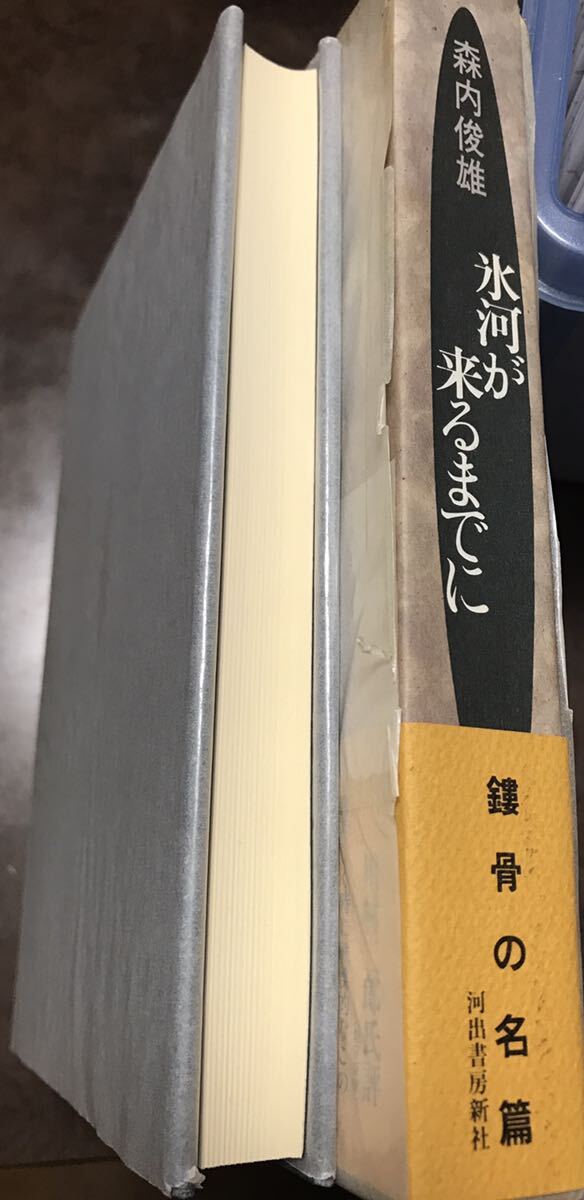 森内俊雄
氷河が
来るまでに
鏤骨の名篇
河出書房新社